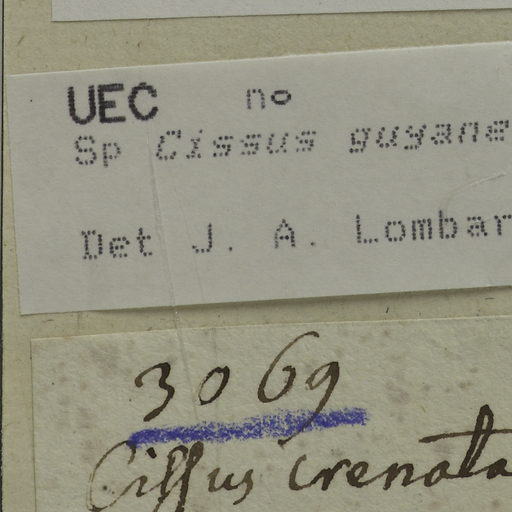 UEC no
Sp Cissus guyane
Det J. A. Lombar
3069
Cissus crenata